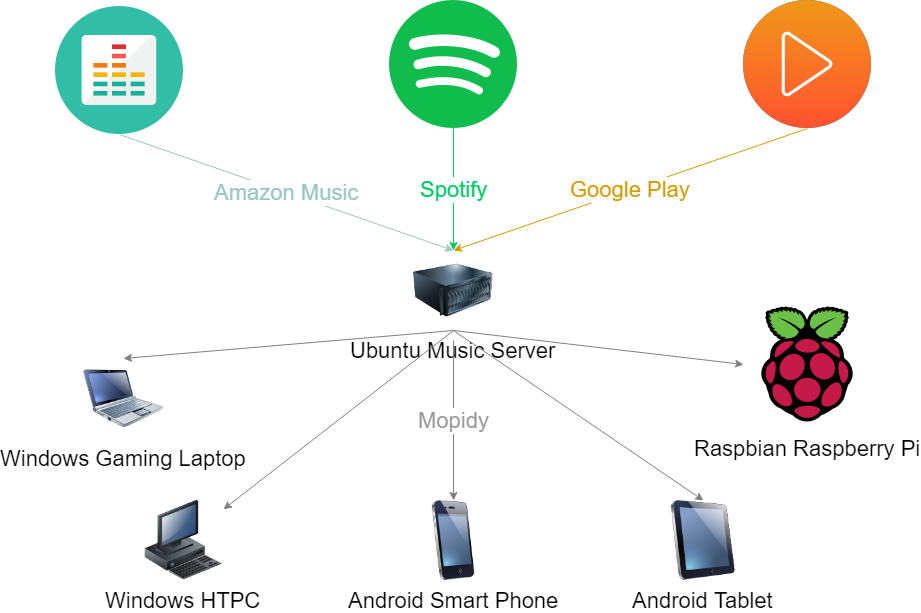 Amazon Music
Spotify
Google Play
Ubuntu Music Server
Mopidy
Windows Gaming Laptop
Raspbian Raspberry Pi
Windows HTPC
Android Smart Phone
Android Tablet